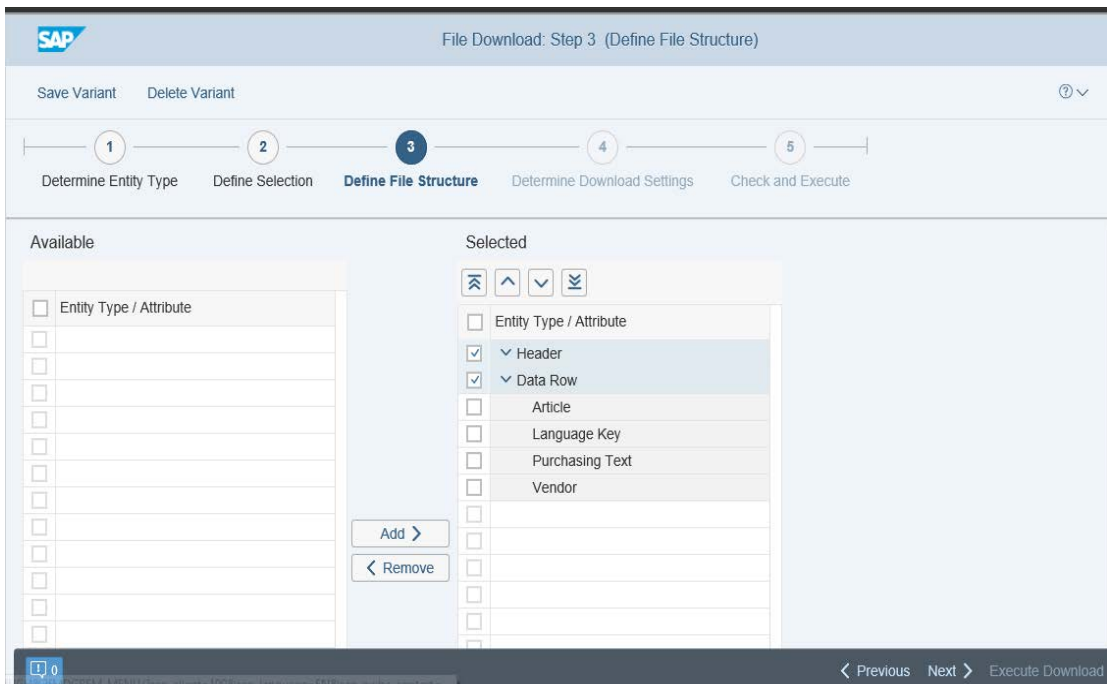 SAP
File Download: Step 3 (Define File Structure)
Save Variant Delete Variant
1 2 3 4 5
Determine Entity Type Define Selection Define File Structure Determine Download Settings Check and Execute
Available Selected
Entity Type / Attribute
Entity Type / Attribute
Header
Data Row
Article
Language Key
Purchasing Text
Vendor
Add
Remove
0 Previous Next Execute Download